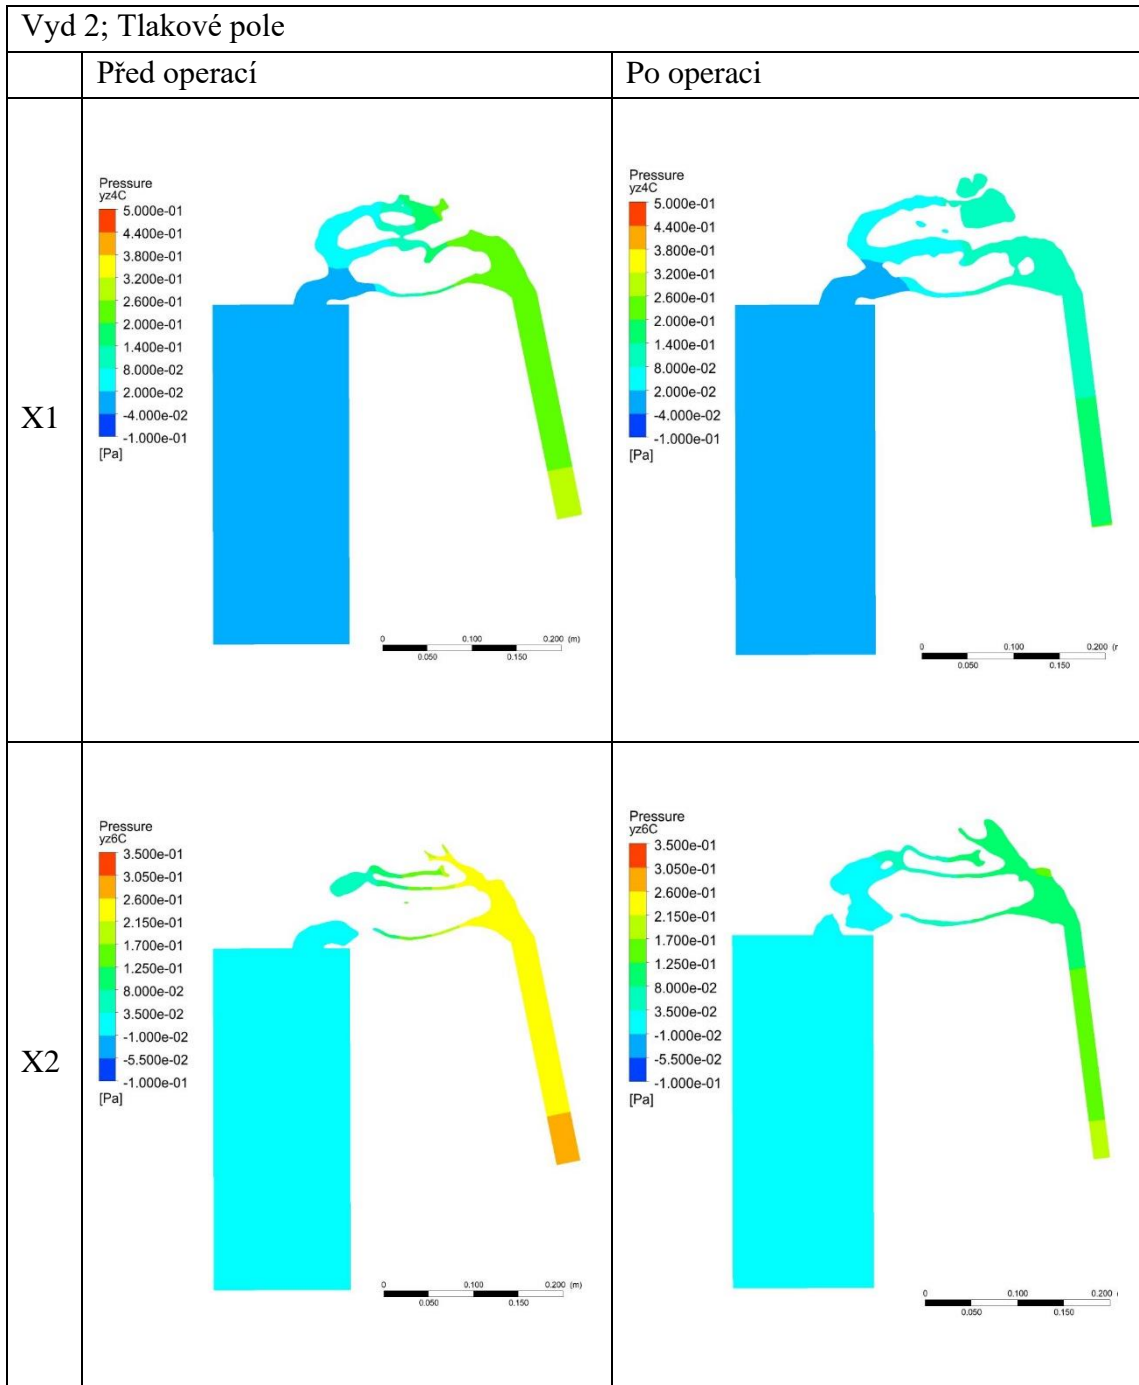 Vyd 2; Tlakové pole
Před operací
Po operaci
X1
Pressure
yz4C
5.000e-01
4.400e-01
3.800e-01
3.200e-01
2.600e-01
2.000e-01
1.400e-01
8.000e-02
2.000e-02
-4.000e-02
-1.000e-01
[Pa]
0 0.100 0.200 (m)
0.050 0.150
Pressure
yz4C
5.000e-01
4.400e-01
3.800e-01
3.200e-01
2.600e-01
2.000e-01
1.400e-01
8.000e-02
2.000e-02
-4.000e-02
-1.000e-01
[Pa]
0 0.100 0.200 (r
0.050 0.150
X2
Pressure
yz6C
3.500e-01
3.050e-01
2.600e-01
2.150e-01
1.700e-01
1.250e-01
8.000e-02
3.500e-02
-1.000e-02
-5.500e-02
-1.000e-01
[Pa]
0 0.100 0.200 (m)
0.050 0.150
Pressure
yz6C
3.500e-01
3.050e-01
2.600e-01
2.150e-01
1.700e-01
1.250e-01
8.000e-02
3.500e-02
-1.000e-02
-5.500e-02
-1.000e-01
[Pa]
0 0.100 0.200 (
0.050 0.150